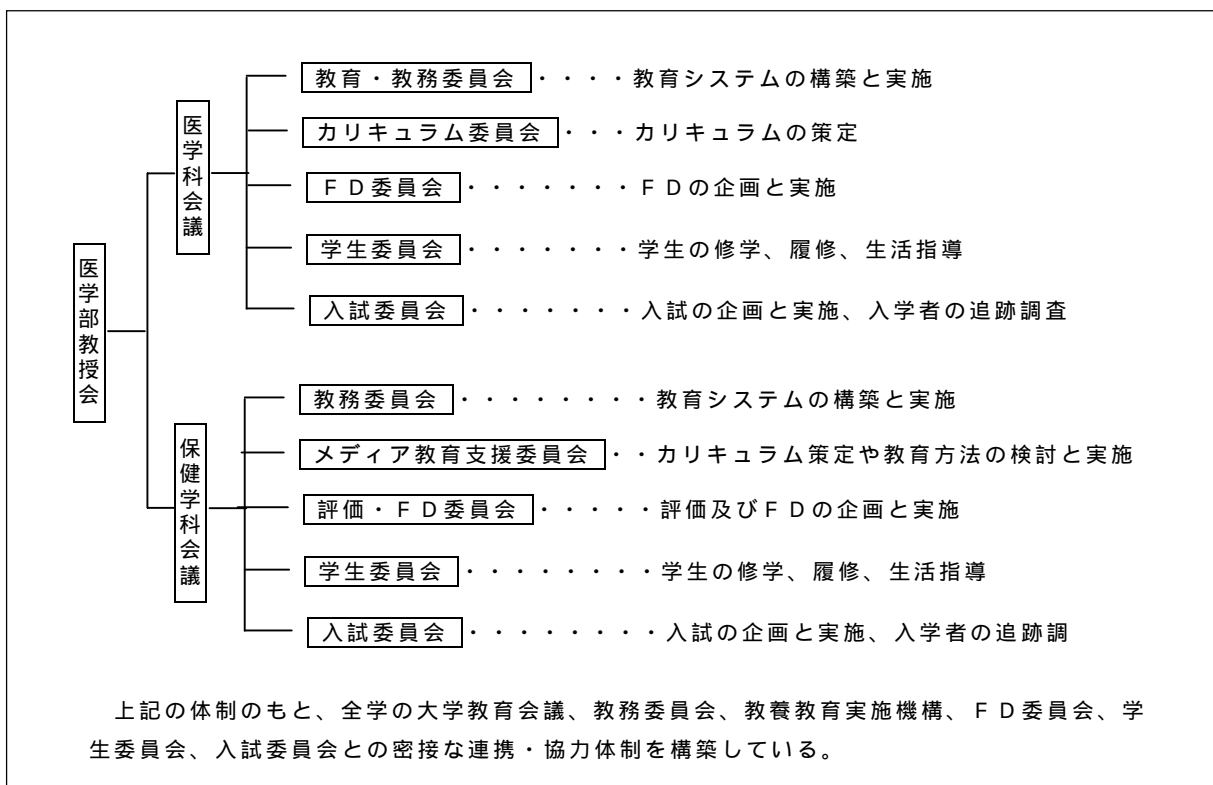 医学部教授会
医学科会議
教育・教務委員会・・・・教育システムの構築と実施
カリキュラム委員会・・・カリキュラムの策定
ＦＤ委員会・・・・・・・ＦＤの企画と実施
学生委員会・・・・・・・学生の修学、履修、生活指導
入試委員会・・・・・・・入試の企画と実施、入学者の追跡調査
保健学科会議
教務委員会・・・・・・・・教育システムの構築と実施
メディア教育支援委員会・・カリキュラム策定や教育方法の検討と実施
評価・ＦＤ委員会・・・・・評価及びＦＤの企画と実施
学生委員会・・・・・・・・学生の修学、履修、生活指導
入試委員会・・・・・・・・入試の企画と実施、入学者の追跡調
上記の体制のもと、全学の大学教育会議、教務委員会、教養教育実施機構、ＦＤ委員会、学
生委員会、入試委員会との密接な連携・協力体制を構築している。